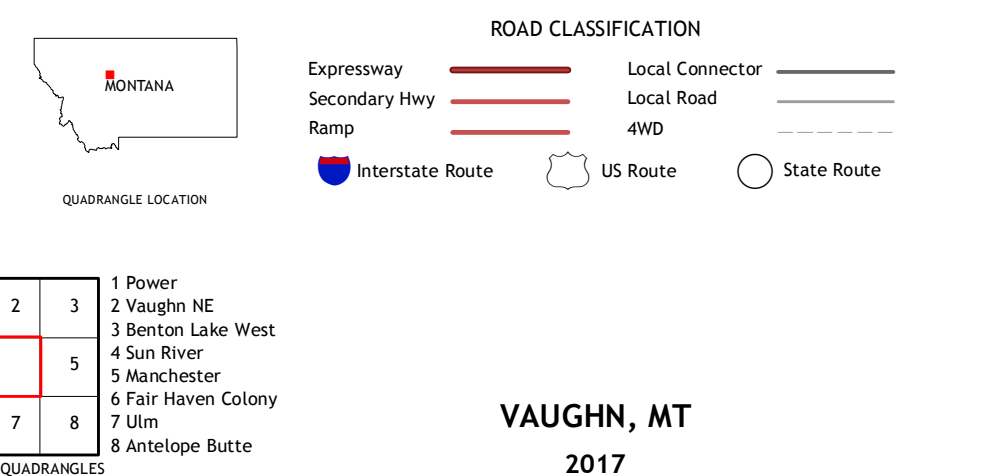 ROAD CLASSIFICATION
Expressway
Local Connector
Secondary Hwy
Local Road
Ramp
4WD
Interstate Route
US Route
State Route
MONTANA
QUADRANGLE LOCATION
2 3
5
7 8
1 Power
2 Vaughn NE
3 Benton Lake West
4 Sun River
5 Manchester
6 Fair Haven Colony
7 Ulm
8 Antelope Butte
QUADRANGLES
VAUGHN, MT
2017